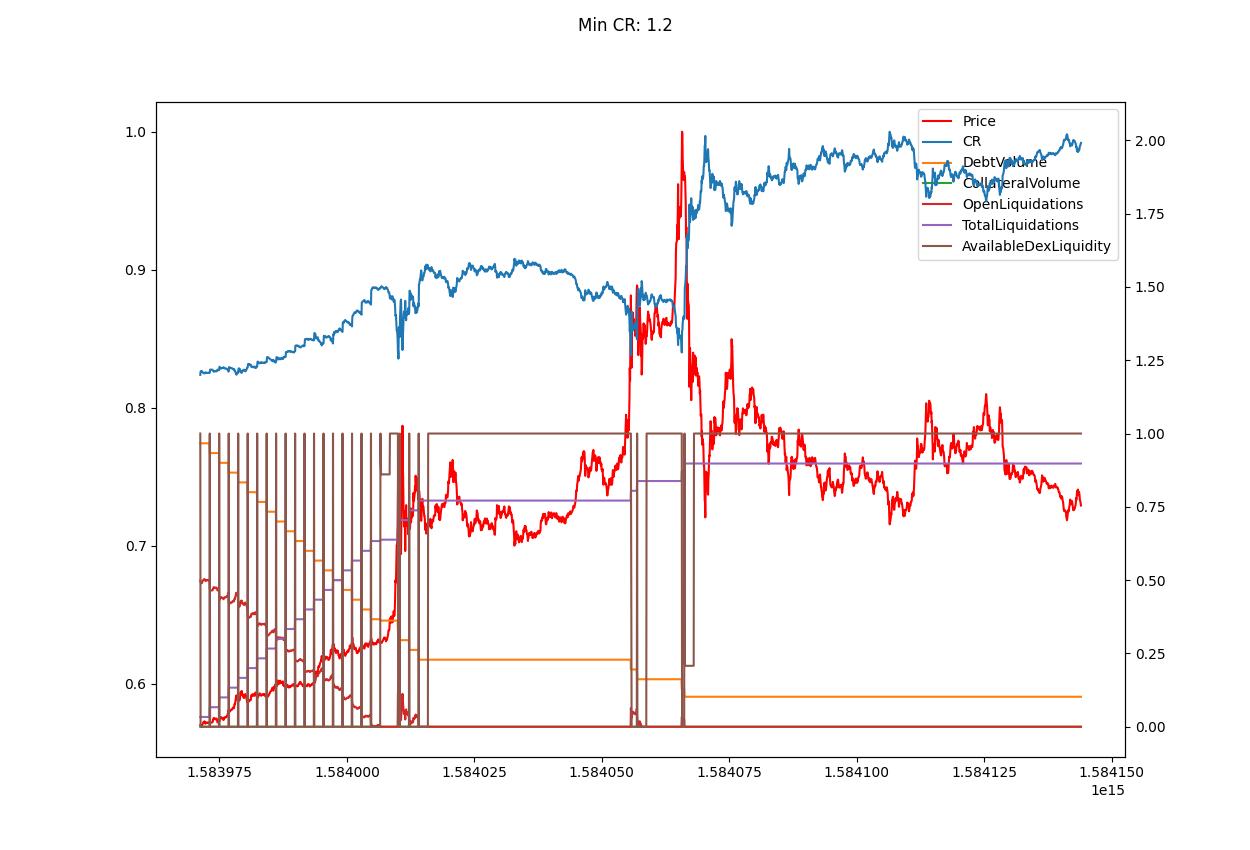 Min CR: 1.2
1.0
0.9
0.8
0.7
0.6
Price
CR
DebtVolume
CollateralVolume
OpenLiquidations
TotalLiquidations
AvailableDexLiquidity
2.00
1.75
1.50
1.25
1.00
0.75
0.50
0.25
0.00
1.583975
1.584000
1.584025
1.584050
1.584075
1.584100
1.584125
1.584150
1e15